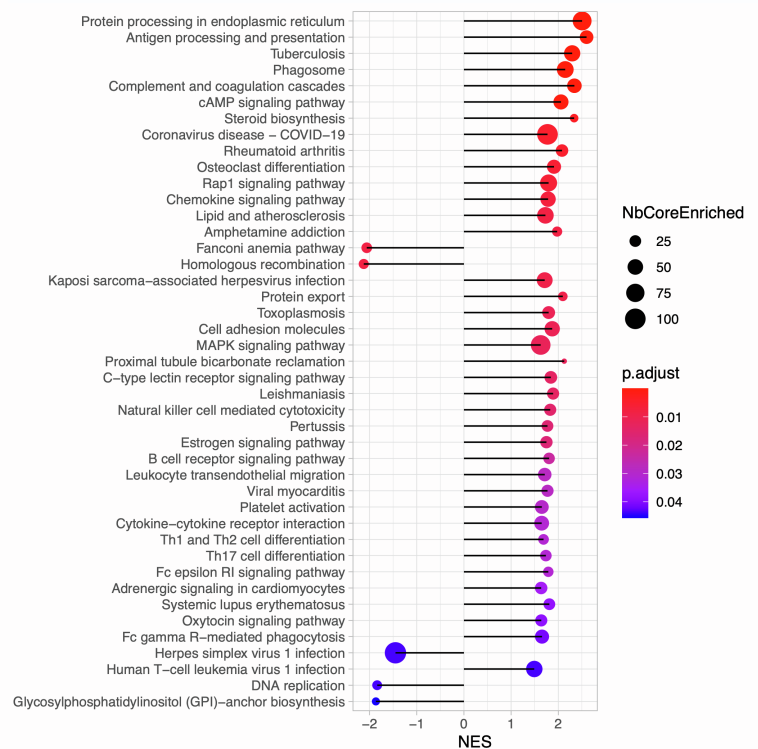 Protein processing in endoplasmic reticulum
Antigen processing and presentation
Tuberculosis
Phagosome
Complement and coagulation cascades
cAMP signaling pathway
Steroid biosynthesis
Coronavirus disease − COVID−19
Rheumatoid arthritis
Osteoclast differentiation
Rap1 signaling pathway
Chemokine signaling pathway
Lipid and atherosclerosis
Amphetamine addiction
Fanconi anemia pathway
Homologous recombination
Kaposi sarcoma−associated herpesvirus infection
Protein export
Toxoplasmosis
Cell adhesion molecules
MAPK signaling pathway
Proximal tubule bicarbonate reclamation
C−type lectin receptor signaling pathway
Leishmaniasis
Natural killer cell mediated cytotoxicity
Pertussis
Estrogen signaling pathway
B cell receptor signaling pathway
Leukocyte transendothelial migration
Viral myocarditis
Platelet activation
Cytokine−cytokine receptor interaction
Th1 and Th2 cell differentiation
Th17 cell differentiation
Fc epsilon RI signaling pathway
Adrenergic signaling in cardiomyocytes
Systemic lupus erythematosus
Oxytocin signaling pathway
Fc gamma R−mediated phagocytosis
Herpes simplex virus 1 infection
Human T−cell leukemia virus 1 infection
DNA replication
Glycosylphosphatidylinositol (GPI)−anchor biosynthesis
−2 −1 0 1 2
NES
NbCoreEnriched
25
50
75
100
p.adjust
0.01
0.02
0.03
0.04